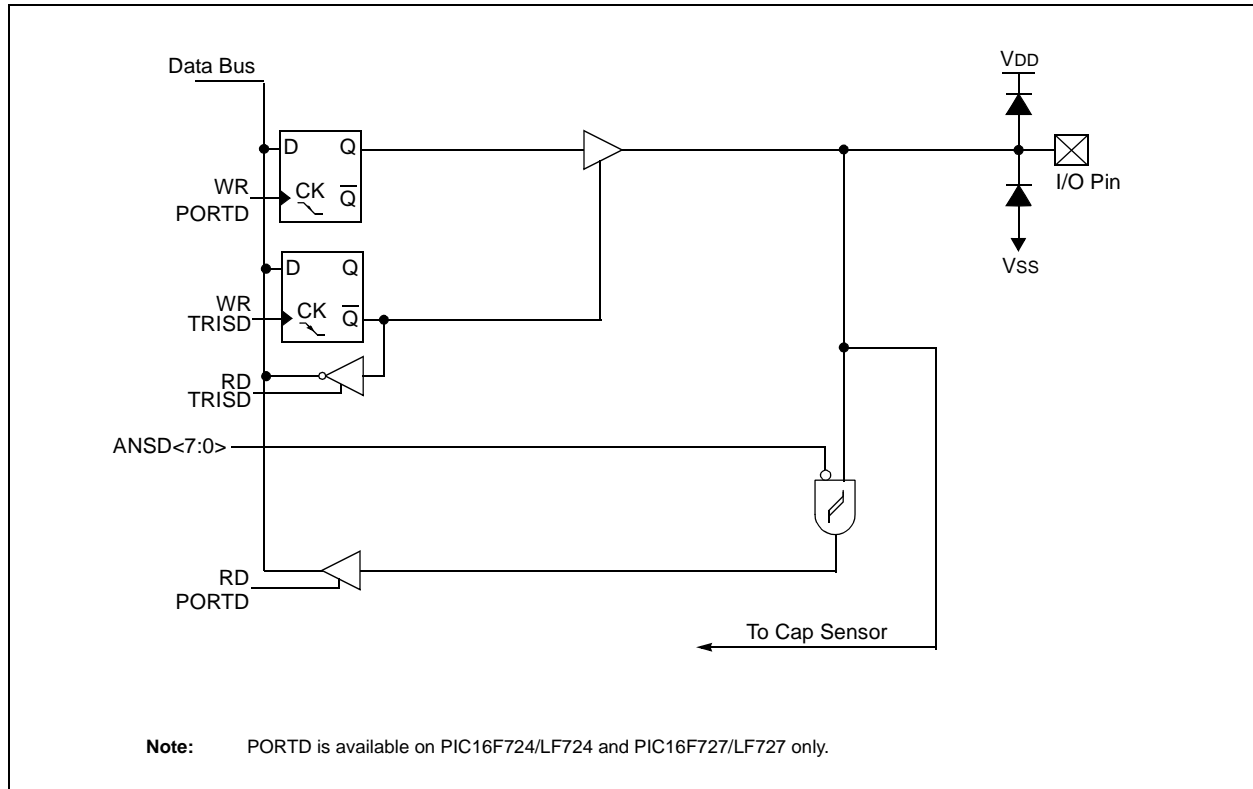 Data Bus
VDD
D Q
WR
PORTD
CK Q
I/O Pin
VSS
D Q
WR
TRISD
CK Q
RD
TRISD
ANSD<7:0>
RD
PORTD
To Cap Sensor
Note: PORTD is available on PIC16F724/LF724 and PIC16F727/LF727 only.